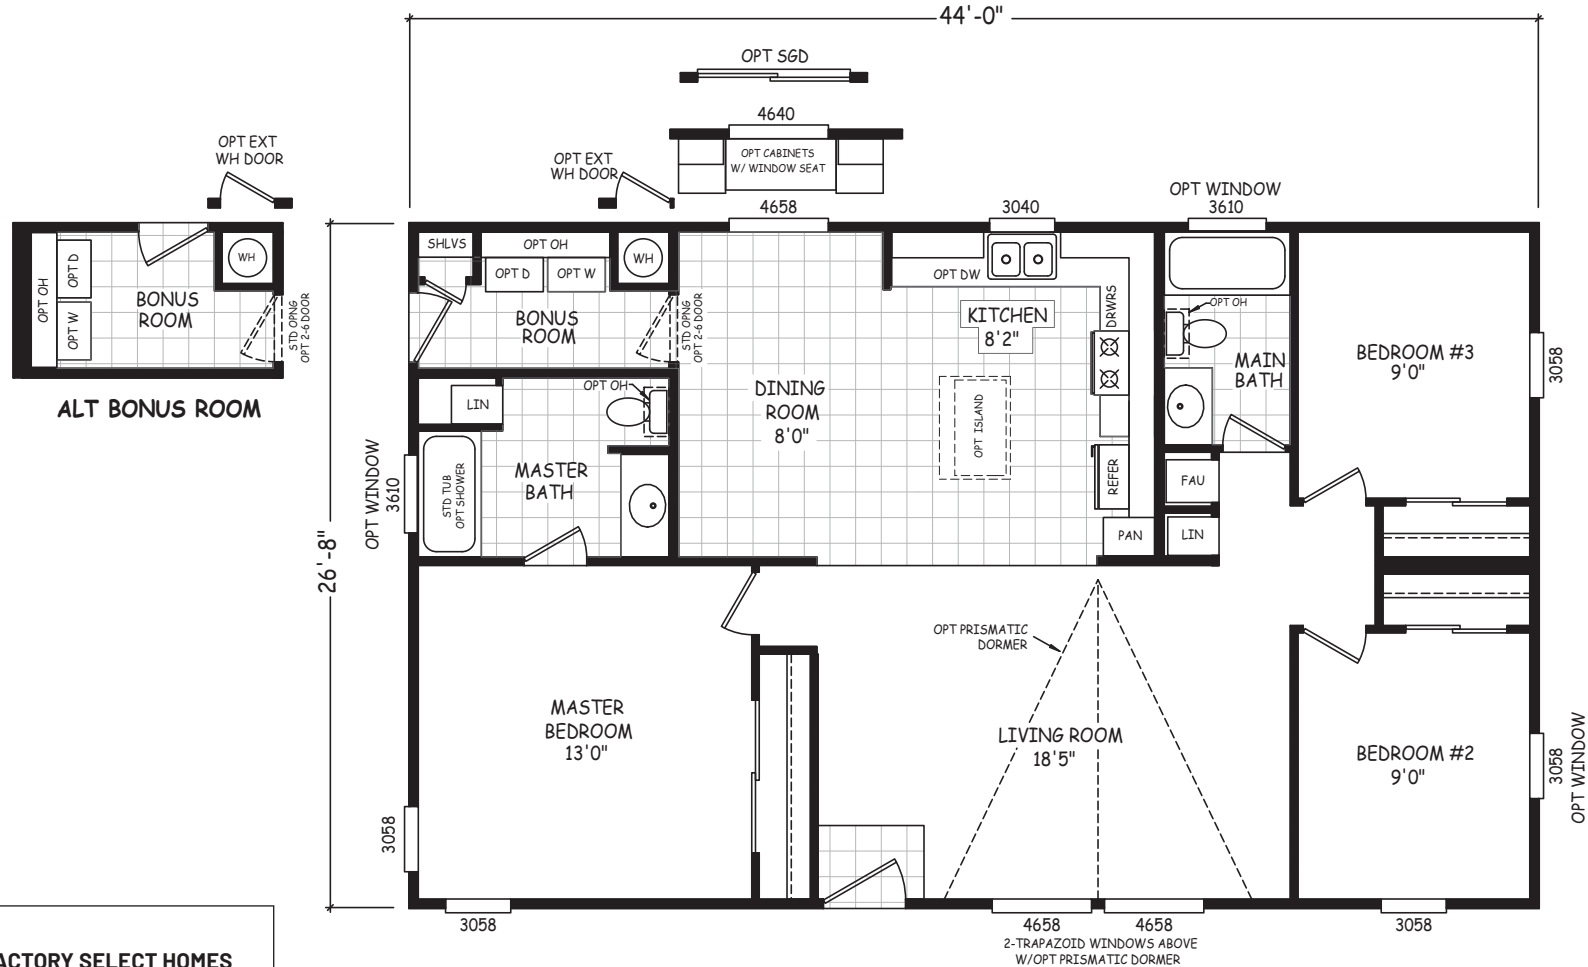 44'-0"
OPT SGD
4640
OPT CABINETS
W/ WINDOW SEAT
OPT EXT
WH DOOR
OPT EXT
WH DOOR
OPT WINDOW
4658
3040
3610
SHLVS
OPT OH
OPT D
OPT W
WH
BONUS
ROOM
STD OPNG
OPT 2-6 DOOR
OPT OH
OPT D
OPT W
WH
BONUS
ROOM
STD OPNG
OPT 2-6 DOOR
ALT BONUS ROOM
OPT DW
KITCHEN
8'2"
DRWRS
OPT OH
MAIN
BATH
BEDROOM #3
9'0"
3058
DINING
ROOM
8'0"
OPT ISLAND
REFER
PAN
FAU
LIN
LIN
OPT OH
MASTER
BATH
STD TUB
OPT SHOWER
OPT WINDOW
3610
26'-8"
OPT PRISMATIC
DORMER
MASTER
BEDROOM
13'0"
LIVING ROOM
18'5"
BEDROOM #2
9'0"
3058
OPT WINDOW
3058
3058
4658
4658
3058
2-TRAPAZOID WINDOWS ABOVE
W/OPT PRISMATIC DORMER
ACTORY SELECT HOMES